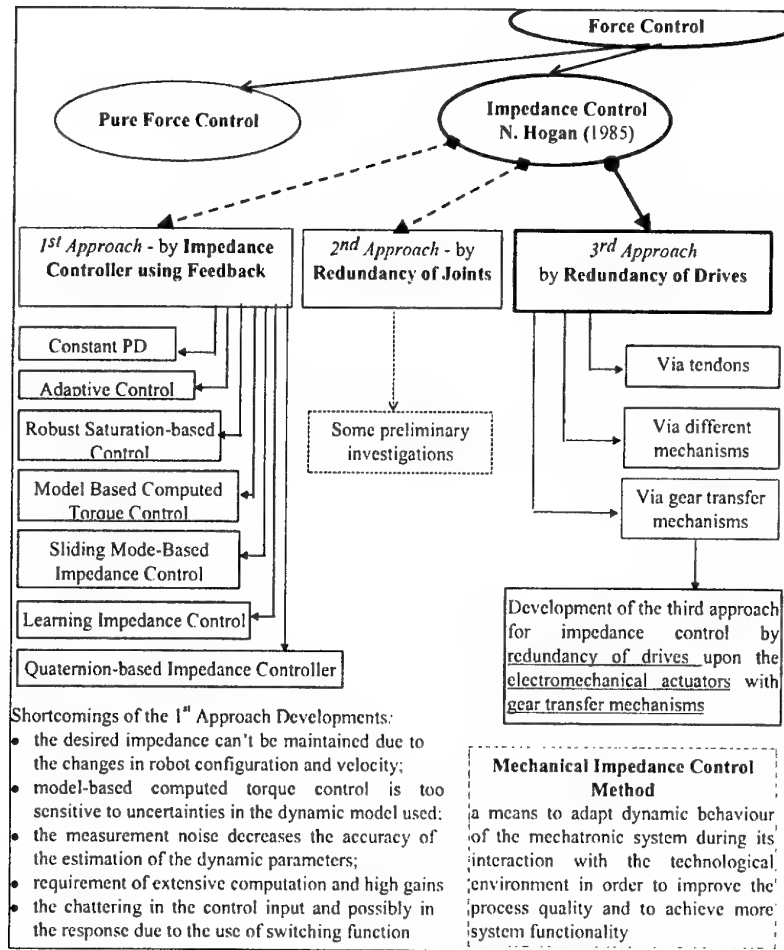 Force Control
Pure Force Control
Impedance Control
N. Hogan (1985)
1st Approach - by Impedance
Controller using Feedback
2nd Approach - by
Redundancy of Joints
3rd Approach
by Redundancy of Drives
Constant PD
Adaptive Control
Robust Saturation-based
Control
Model Based Computed
Torque Control
Sliding Mode-Based
Impedance Control
Learning Impedance Control
Quaternion-based Impedance Controller
Some preliminary
investigations
Via tendons
Via different
mechanisms
Via gear transfer
mechanisms
Development of the third approach
for impedance control by
redundancy of drives upon the
electromechanical actuators with
gear transfer mechanisms
Shortcomings of the 1st Approach Developments:
• the desired impedance can't be maintained due to
the changes in robot configuration and velocity;
• model-based computed torque control is too
sensitive to uncertainties in the dynamic model used;
• the measurement noise decreases the accuracy of
the estimation of the dynamic parameters;
• requirement of extensive computation and high gains
• the chattering in the control input and possibly in
the response due to the use of switching function
Mechanical Impedance Control
Method
a means to adapt dynamic behaviour
of the mechatronic system during its
interaction with the technological
environment in order to improve the
process quality and to achieve more
system functionality